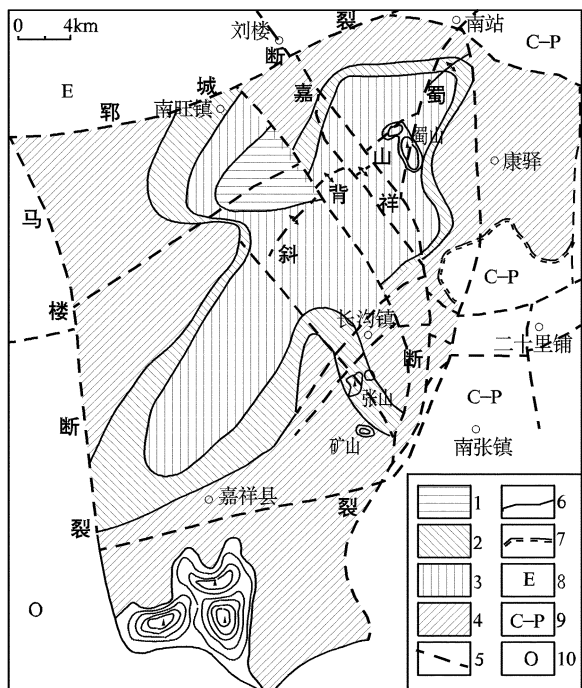 0 4km
刘楼
裂
南站
断
C–P
E
城
嘉
蜀
郓
南旺镇
蜀山
山
康驿
背
祥
马
斜
C–P
楼
长沟镇
二十里铺
断
张山
C–P
断
矿山
南张镇
嘉祥县
裂
裂
O
1
2
3
4
5
6
7
E 8
C–P 9
O 10